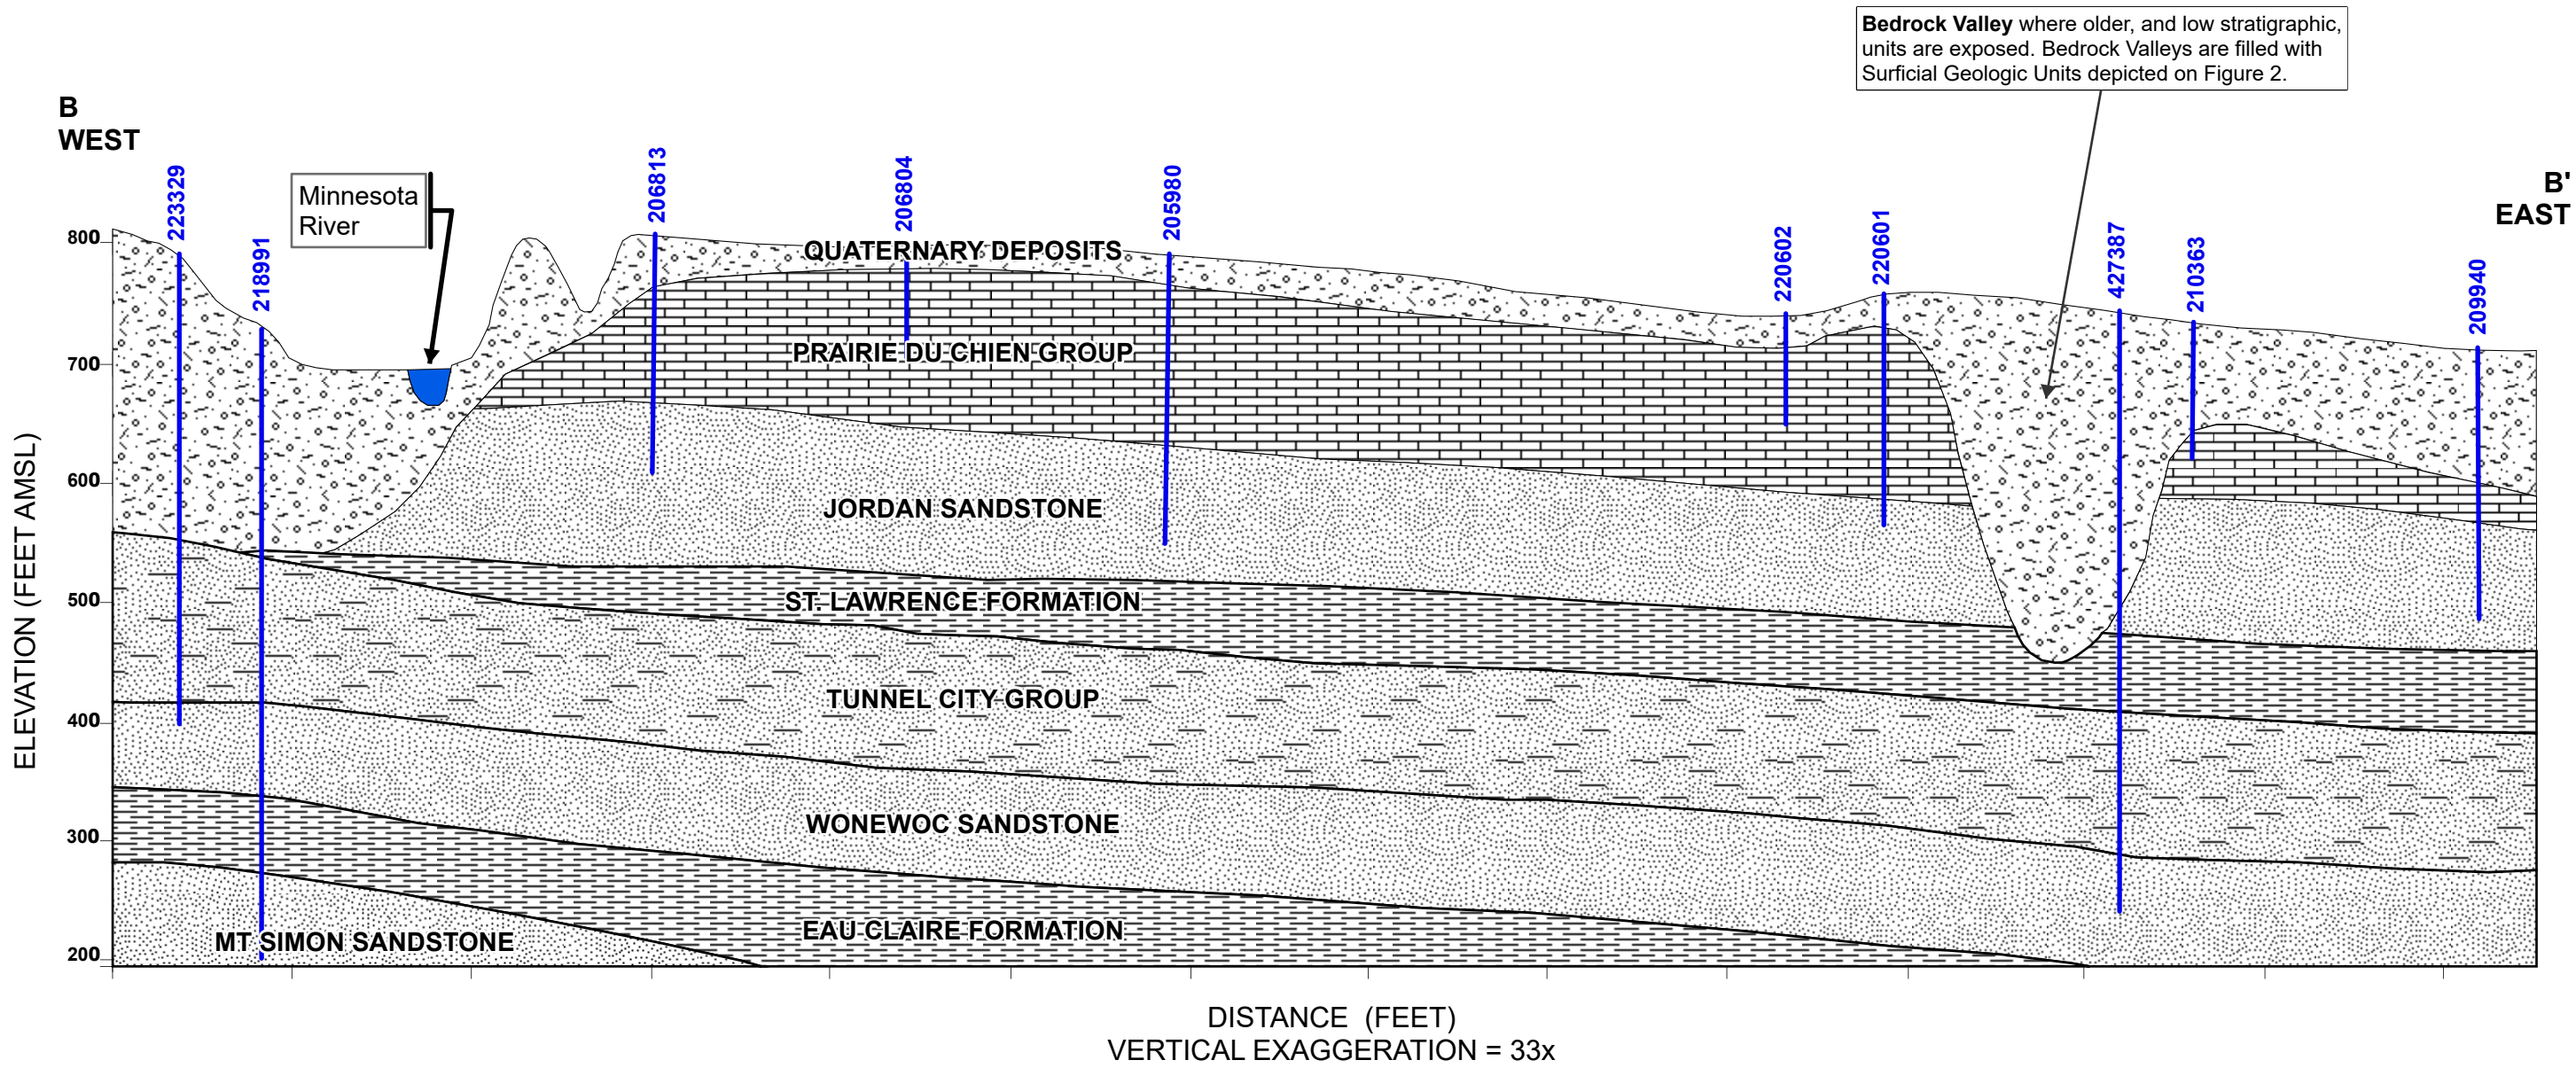 Bedrock Valley where older, and low stratigraphic,
units are exposed. Bedrock Valleys are filled with
Surficial Geologic Units depicted on Figure 2.
B
WEST
B'
EAST
Minnesota
River
223329
218991
206813
206804
205980
220602
220601
427387
210363
209940
ELEVATION (FEET AMSL)
800
700
600
500
400
300
200
QUATERNARY DEPOSITS
PRAIRIE DU CHIEN GROUP
JORDAN SANDSTONE
ST. LAWRENCE FORMATION
TUNNEL CITY GROUP
WONEWOC SANDSTONE
EAU CLAIRE FORMATION
MT SIMON SANDSTONE
DISTANCE (FEET)
VERTICAL EXAGGERATION = 33x